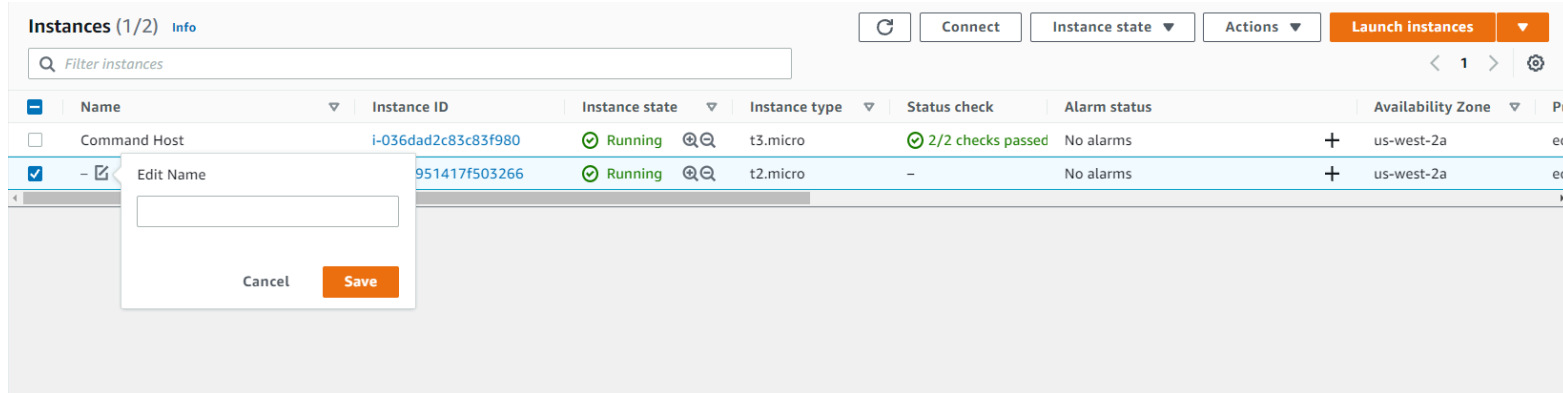 Instances (1/2) Info Connect Instance state Actions Launch instances
Filter instances 1
Name Instance ID Instance state Instance type Status check Alarm status Availability Zone
Command Host i-036dad2c83c83f980 Running t3.micro 2/2 checks passed No alarms + us-west-2a
– 951417f503266 Running t2.micro – No alarms + us-west-2a
Edit Name
Cancel Save